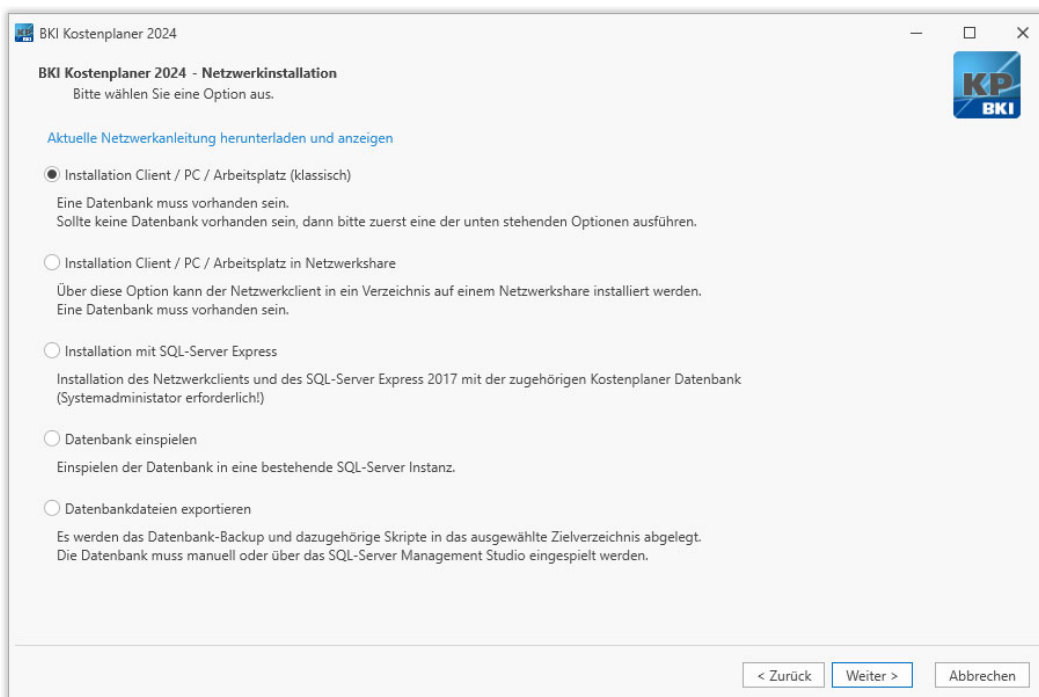 BKI Kostenplaner 2024
BKI Kostenplaner 2024 - Netzwerkinstallation
Bitte wählen Sie eine Option aus.
KP
BKI
Aktuelle Netzwerkanleitung herunterladen und anzeigen
Installation Client / PC / Arbeitsplatz (klassisch)
Eine Datenbank muss vorhanden sein.
Sollte keine Datenbank vorhanden sein, dann bitte zuerst eine der unten stehenden Optionen ausführen.
Installation Client / PC / Arbeitsplatz in Netzwerkshare
Über diese Option kann der Netzwerkclient in ein Verzeichnis auf einem Netzwerkshare installiert werden.
Eine Datenbank muss vorhanden sein.
Installation mit SQL-Server Express
Installation des Netzwerkclients und des SQL-Server Express 2017 mit der zugehörigen Kostenplaner Datenbank
(Systemadministator erforderlich!)
Datenbank einspielen
Einspielen der Datenbank in eine bestehende SQL-Server Instanz.
Datenbankdateien exportieren
Es werden das Datenbank-Backup und dazugehörige Skripte in das ausgewählte Zielverzeichnis abgelegt.
Die Datenbank muss manuell oder über das SQL-Server Management Studio eingespielt werden.
< Zurück Weiter > Abbrechen